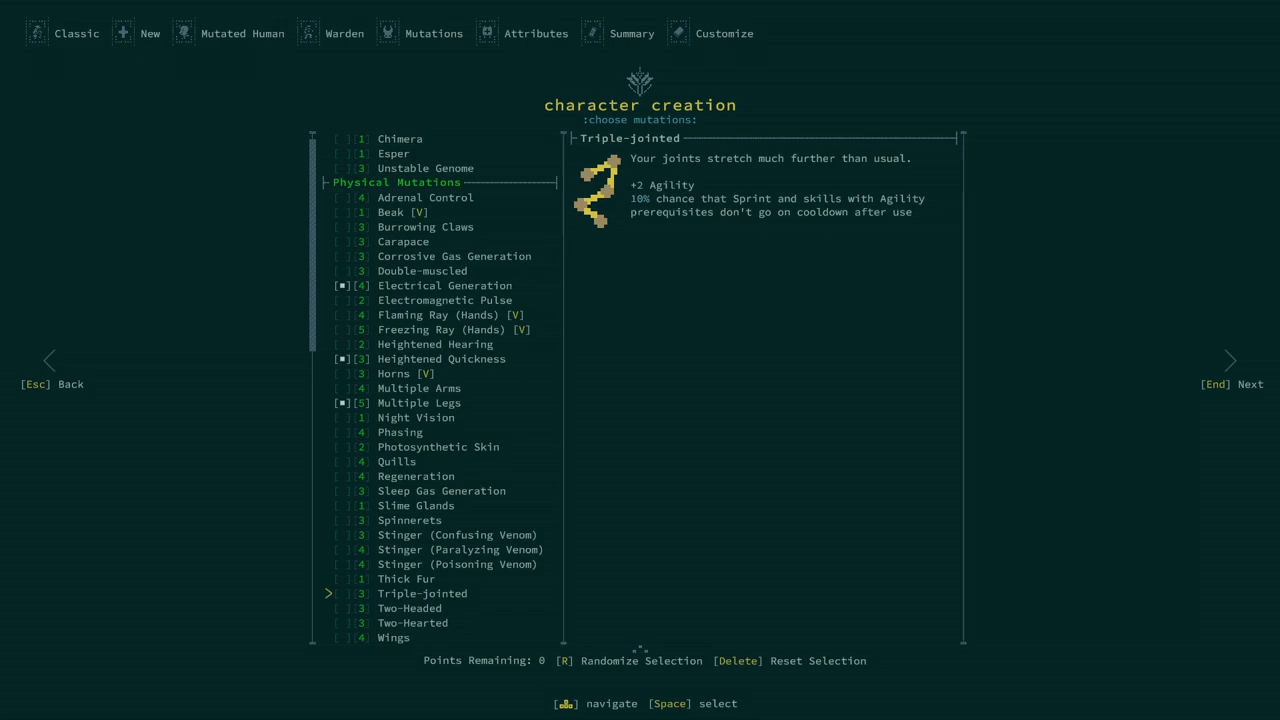 Classic New Mutated Human Warden Mutations Attributes Summary Customize
character creation
:choose mutations:
[ ][1] Chimera
[ ][1] Esper
[ ][3] Unstable Genome
Physical Mutations
[ ][4] Adrenal Control
[ ][1] Beak [V]
[ ][3] Burrowing Claws
[ ][3] Carapace
[ ][3] Corrosive Gas Generation
[ ][3] Double-muscled
[■][4] Electrical Generation
[ ][2] Electromagnetic Pulse
[ ][4] Flaming Ray (Hands) [V]
[ ][5] Freezing Ray (Hands) [V]
[ ][2] Heightened Hearing
[■][3] Heightened Quickness
[ ][3] Horns [V]
[ ][4] Multiple Arms
[■][5] Multiple Legs
[ ][1] Night Vision
[ ][4] Phasing
[ ][2] Photosynthetic Skin
[ ][4] Quills
[ ][4] Regeneration
[ ][3] Sleep Gas Generation
[ ][1] Slime Glands
[ ][3] Spinnerets
[ ][3] Stinger (Confusing Venom)
[ ][4] Stinger (Paralyzing Venom)
[ ][4] Stinger (Poisoning Venom)
[ ][1] Thick Fur
>[ ][3] Triple-jointed
[ ][3] Two-Headed
[ ][3] Two-Hearted
[ ][4] Wings
Triple-jointed
Your joints stretch much further than usual.
+2 Agility
10% chance that Sprint and skills with Agility
prerequisites don't go on cooldown after use
[Esc] Back
[End] Next
Points Remaining: 0 [R] Randomize Selection [Delete] Reset Selection
navigate [Space] select